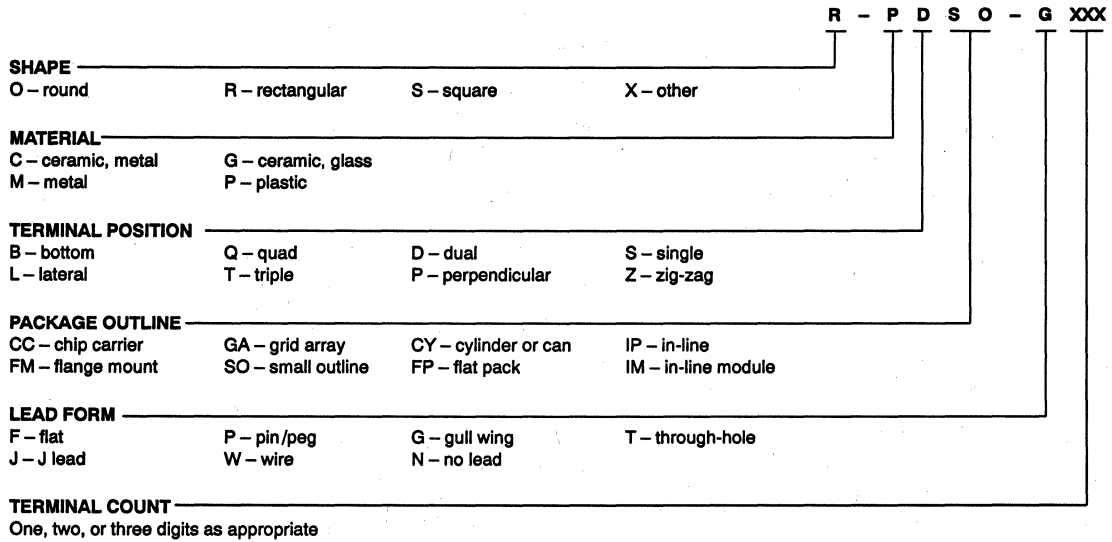 R – P D S O – G XXX
SHAPE
O – round R – rectangular S – square X – other
MATERIAL
C – ceramic, metal G – ceramic, glass
M – metal P – plastic
TERMINAL POSITION
B – bottom Q – quad D – dual S – single
L – lateral T – triple P – perpendicular Z – zig-zag
PACKAGE OUTLINE
CC – chip carrier GA – grid array CY – cylinder or can IP – in-line
FM – flange mount SO – small outline FP – flat pack IM – in-line module
LEAD FORM
F – flat P – pin/peg G – gull wing T – through-hole
J – J lead W – wire N – no lead
TERMINAL COUNT
One, two, or three digits as appropriate